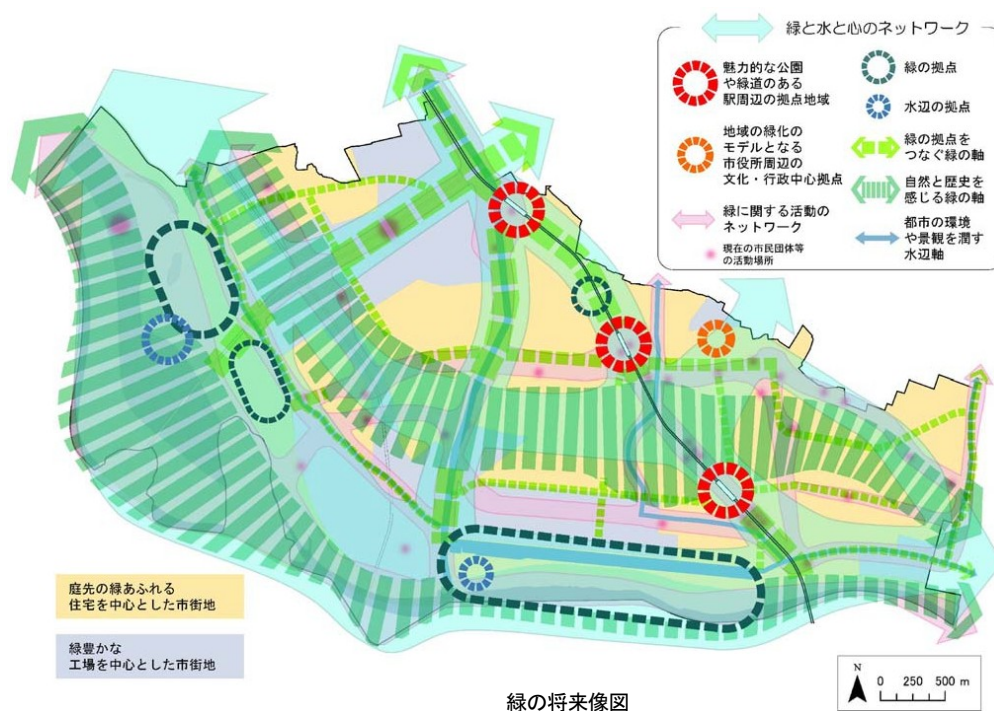 緑と水と心のネットワーク
魅力的な公園
や緑道のある
駅周辺の拠点地域
地域の緑化の
モデルとなる
市役所周辺の
文化・行政中心拠点
緑に関する活動の
ネットワーク
現在の市民団体等
の活動場所
緑の拠点
水辺の拠点
緑の拠点を
つなぐ緑の軸
自然と歴史を
感じる緑の軸
都市の環境
や景観を潤す
水辺軸
庭先の緑あふれる
住宅を中心とした市街地
緑豊かな
工場を中心とした市街地
緑の将来像図
N
0 250 500 m